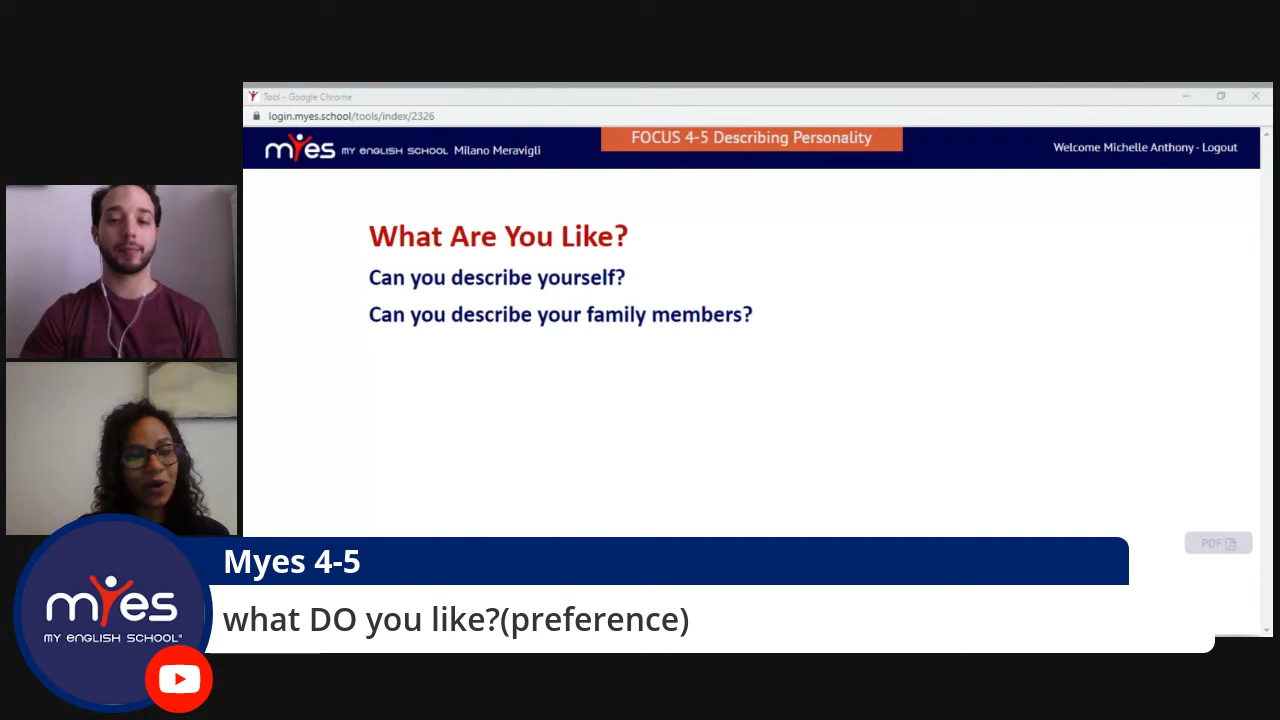 Tool - Google Chrome
login.myes.school/tools/index/2326
myes MY ENGLISH SCHOOL Milano Meravigli
FOCUS 4-5 Describing Personality
Welcome Michelle Anthony - Logout
What Are You Like?
Can you describe yourself?
Can you describe your family members?
PDF
Myes 4-5
what DO you like?(preference)
myes
MY ENGLISH SCHOOL®